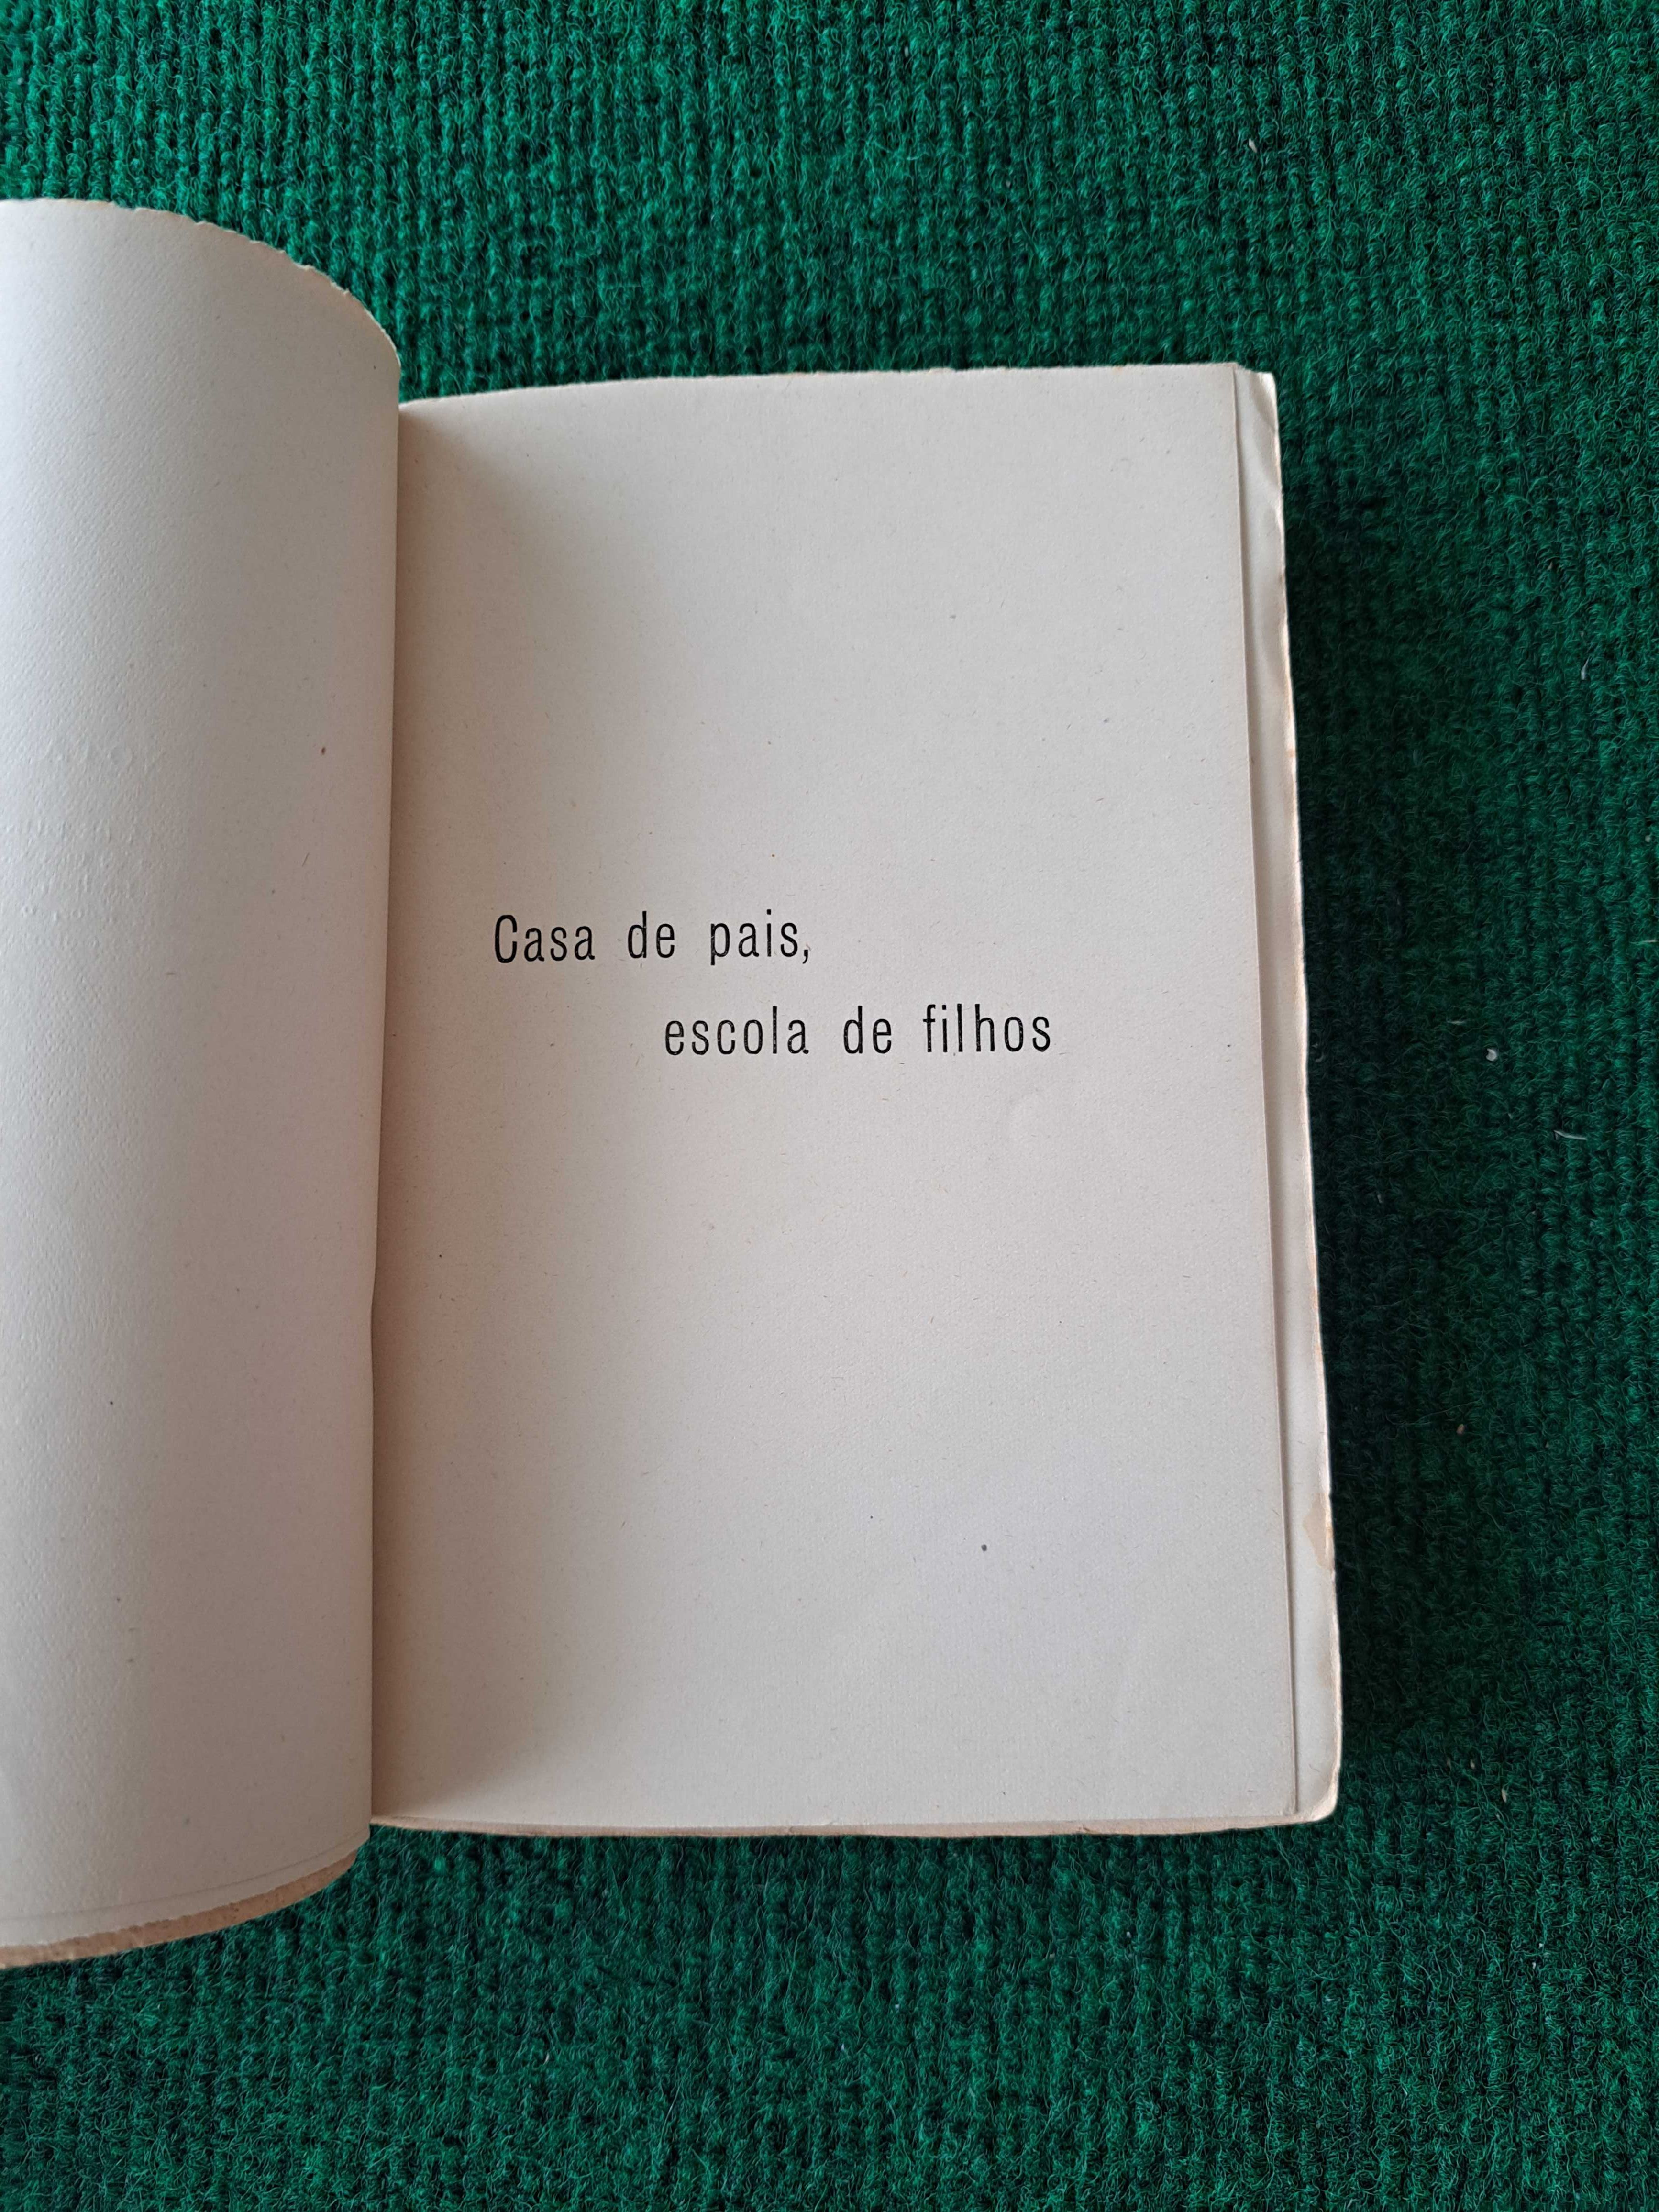 Casa de pais,
escola de filhos